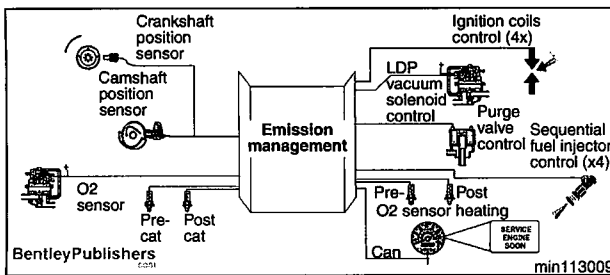 Crankshaft
position
sensor
Camshaft
position
sensor
O2
sensor
Pre-
cat
Post
cat
Emission
management
Ignition coils
control (4x)
LDP
vacuum
solenoid
control
Purge
valve
control
Sequential
fuel injector
control (x4)
Pre-
Post
O2 sensor heating
Can
SERVICE
ENGINE
SOON
BentleyPublishers
.com
min113009